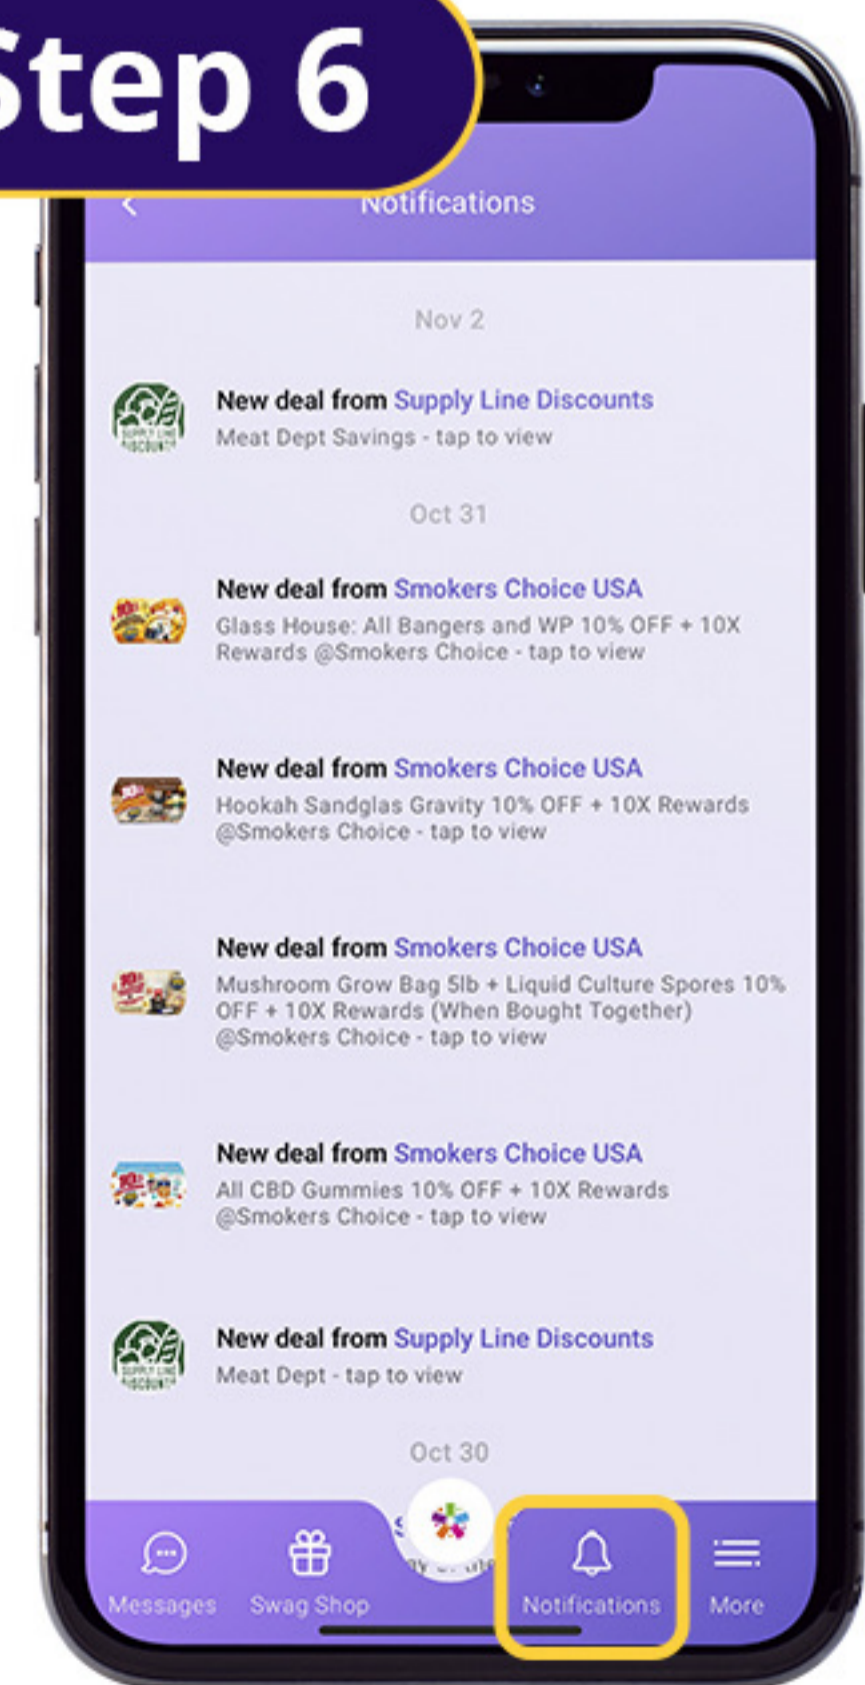 Step 6
Notifications
Nov 2
New deal from Supply Line Discounts
Meat Dept Savings - tap to view
Oct 31
New deal from Smokers Choice USA
Glass House: All Bangers and WP 10% OFF + 10X
Rewards @Smokers Choice - tap to view
New deal from Smokers Choice USA
Hookah Sandglas Gravity 10% OFF + 10X Rewards
@Smokers Choice - tap to view
New deal from Smokers Choice USA
Mushroom Grow Bag 5lb + Liquid Culture Spores 10%
OFF + 10X Rewards (When Bought Together)
@Smokers Choice - tap to view
New deal from Smokers Choice USA
All CBD Gummies 10% OFF + 10X Rewards
@Smokers Choice - tap to view
New deal from Supply Line Discounts
Meat Dept - tap to view
Oct 30
Messages
Swag Shop
Notifications
More